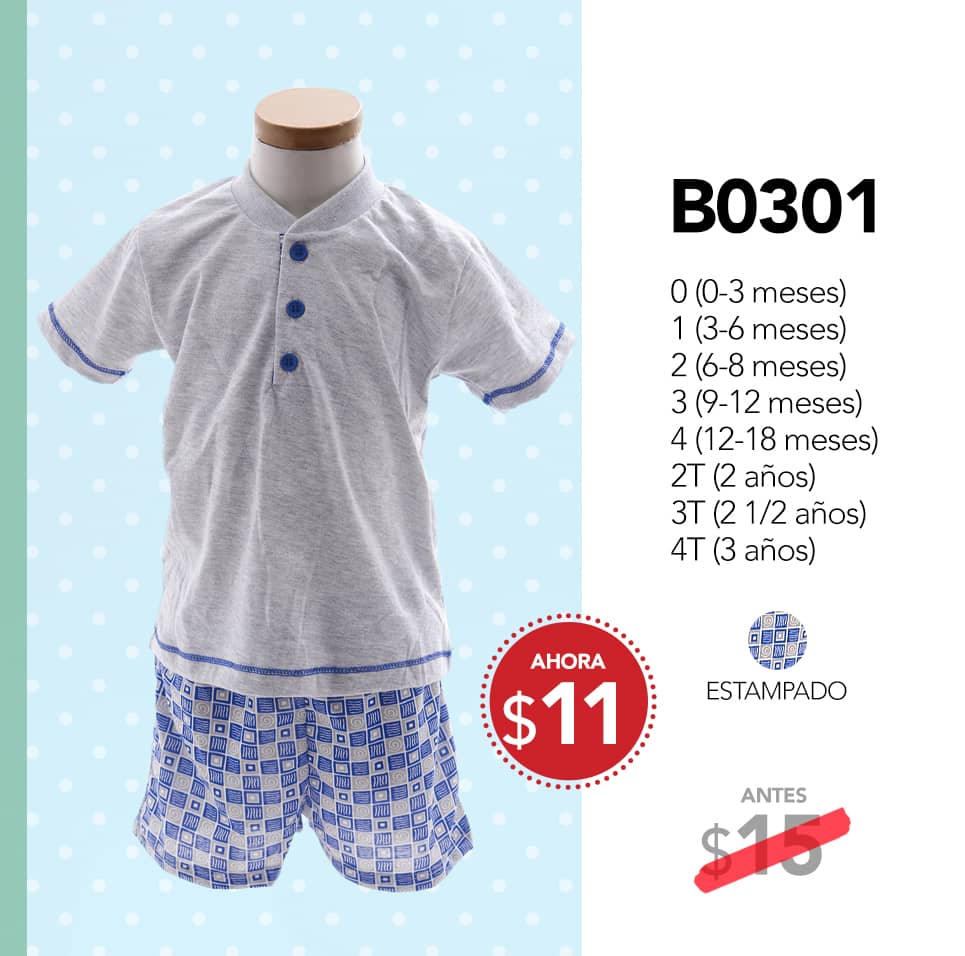 B0301
0 (0-3 meses)
1 (3-6 meses)
2 (6-8 meses)
3 (9-12 meses)
4 (12-18 meses)
2T (2 años)
3T (2 1/2 años)
4T (3 años)
ESTAMPADO
AHORA
$11
ANTES
$15